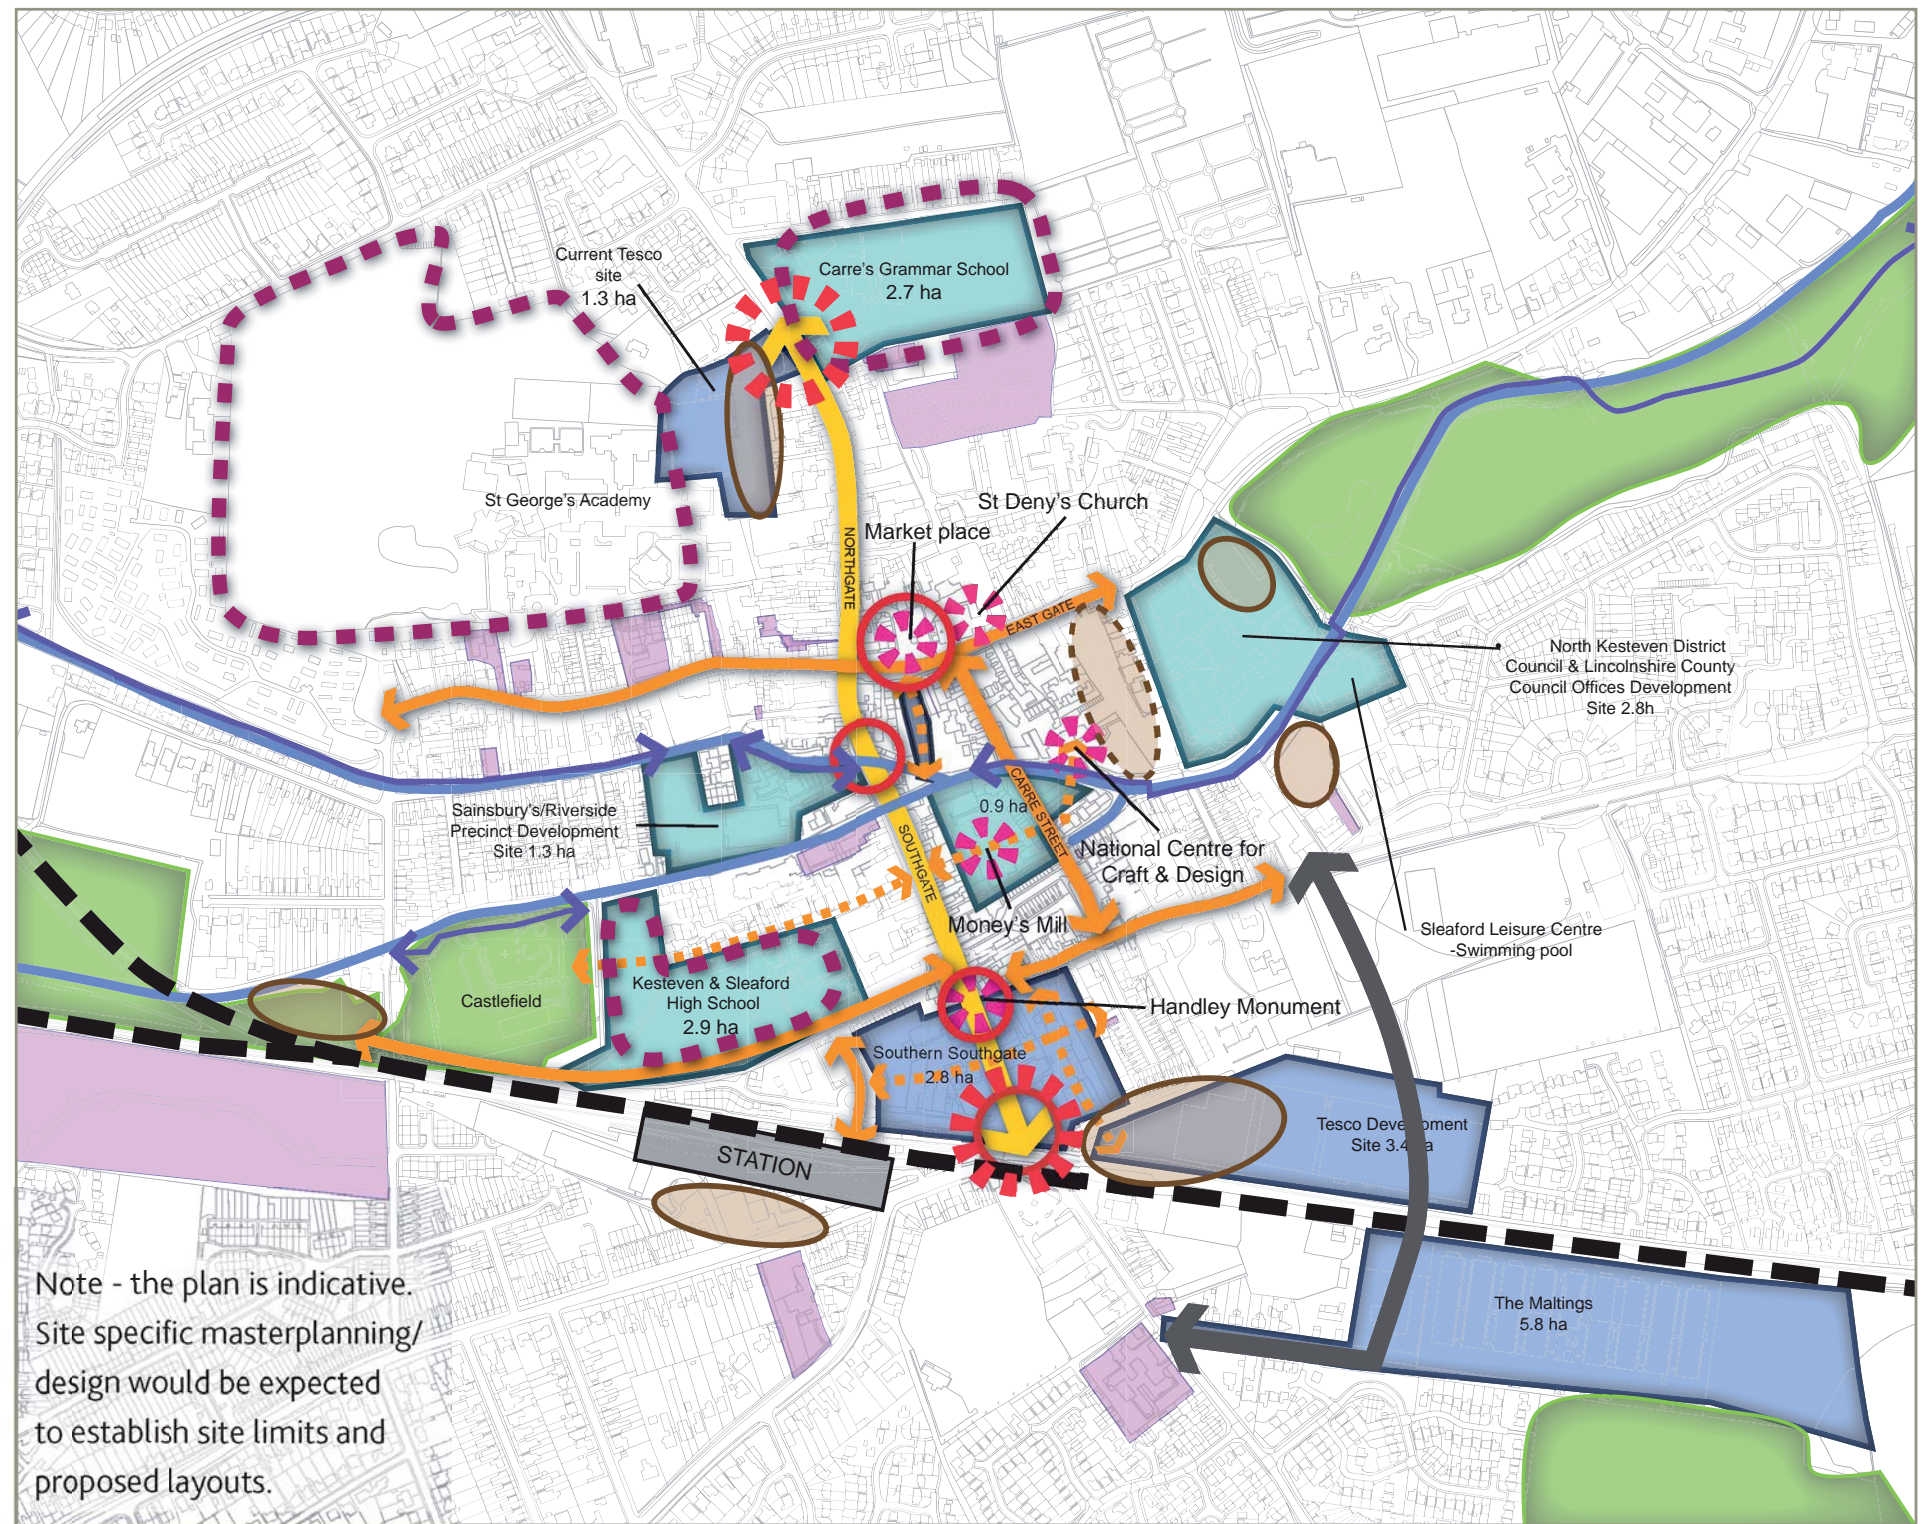 Current Tesco
site
1.3 ha
Carre's Grammar School
2.7 ha
St George's Academy
NORTHGATE
Market place
St Deny's Church
EAST GATE
North Kesteven District
Council & Lincolnshire County
Council Offices Development
Site 2.8h
Sainsbury's/Riverside
Precinct Development
Site 1.3 ha
0.9 ha
CARRE STREET
SOUTHGATE
National Centre for
Craft & Design
Money's Mill
Sleaford Leisure Centre
-Swimming pool
Castlefield
Kesteven & Sleaford
High School
2.9 ha
Handley Monument
Southern Southgate
2.8 ha
STATION
Tesco Development
Site 3.4 ha
The Maltings
5.8 ha
Note - the plan is indicative.
Site specific masterplanning/
design would be expected
to establish site limits and
proposed layouts.